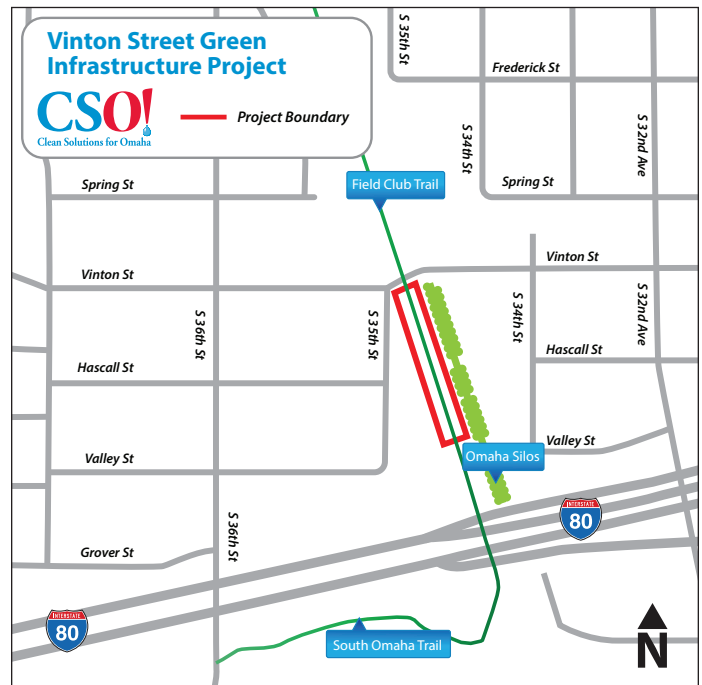 Vinton Street Green
Infrastructure Project
CSO!
Clean Solutions for Omaha
Project Boundary
S 35th St
Frederick St
S 34th St
S 32nd Ave
Spring St
Field Club Trail
Spring St
Vinton St
Vinton St
S 36th St
S 35th St
S 34th St
S 32nd Ave
Hascall St
Hascall St
Valley St
Valley St
Omaha Silos
INTERSTATE
80
S 36th St
Grover St
INTERSTATE
80
South Omaha Trail
N